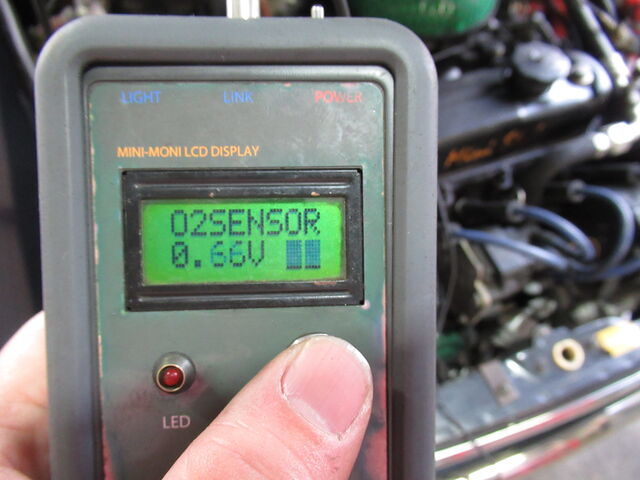 LIGHT LINK POWER
MINI-MONI LCD DISPLAY
O2SENSOR
0.66V
LED